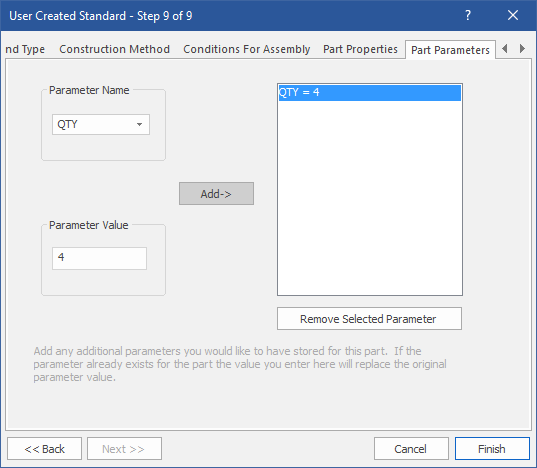 User Created Standard - Step 9 of 9
?
nd Type Construction Method Conditions For Assembly Part Properties Part Parameters
Parameter Name
QTY
QTY = 4
Add->
Parameter Value
4
Remove Selected Parameter
Add any additional parameters you would like to have stored for this part. If the
parameter already exists for the part the value you enter here will replace the original
parameter value.
<< Back Next >> Cancel Finish